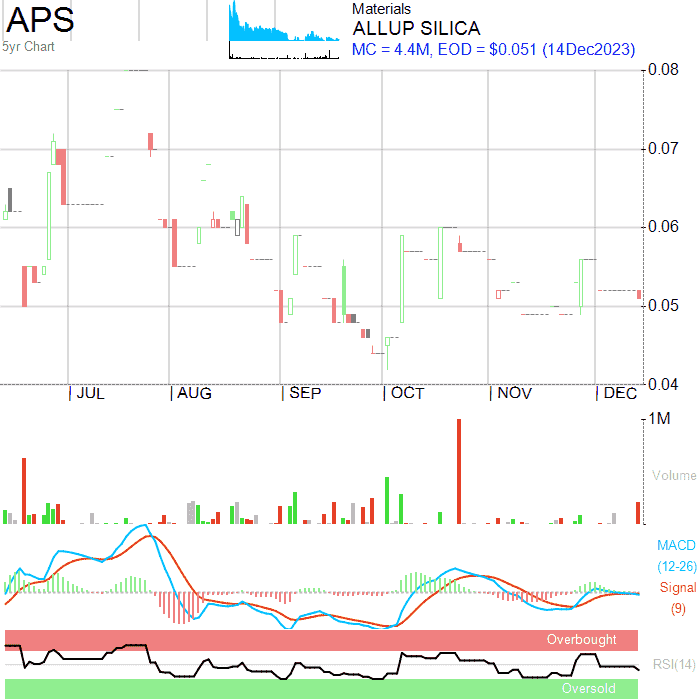 APS
5yr Chart
Materials
ALLUP SILICA
MC = 4.4M, EOD = $0.051 (14Dec2023)
0.08
0.07
0.06
0.05
0.04
JUL AUG SEP OCT NOV DEC
1M
Volume
MACD
(12-26)
Signal
(9)
Overbought
RSI(14)
Oversold